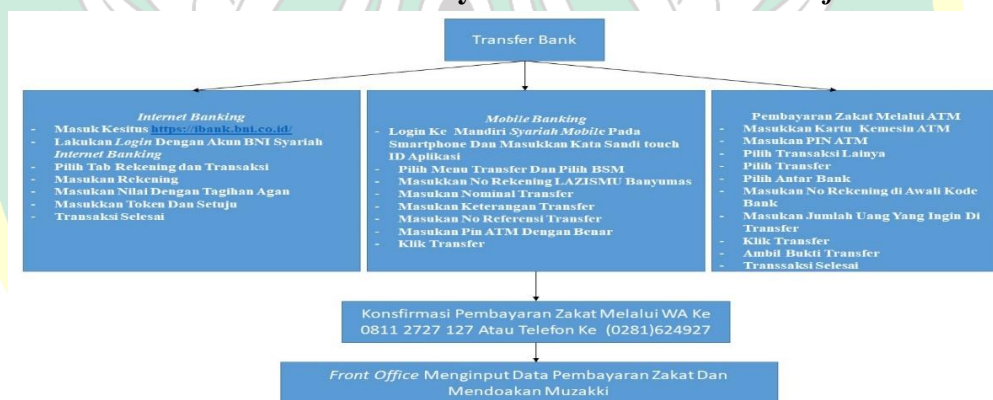 Transfer Bank
Internet Banking
- Masuk Kesitus https://ibank.bni.co.id/
- Lakukan Login Dengan Akun BNI Syariah
Internet Banking
- Pilih Tab Rekening dan Transaksi
- Masukan Rekening
- Masukan Nilai Dengan Tagihan Agan
- Masukkan Token Dan Setuju
- Transaksi Selesai
Mobile Banking
- Login Ke Mandiri Syariah Mobile Pada
Smartphone Dan Masukkan Kata Sandi touch
ID Aplikasi
- Pilih Menu Transfer Dan Pilih BSM
- Masukkan No Rekening LAZISMU Banyumas
- Masukan Nominal Transfer
- Masukan Keterangan Transfer
- Masukan No Referensi Transfer
- Masukan Pin ATM Dengan Benar
- Klik Transfer
Pembayaran Zakat Melalui ATM
- Masukkan Kartu Kemesin ATM
- Masukan PIN ATM
- Pilih Transaksi Lainya
- Pilih Transfer
- Pilih Antar Bank
- Masukan No Rekening di Awali Kode
Bank
- Masukan Jumlah Uang Yang Ingin Di
Transfer
- Klik Transfer
- Ambil Bukti Transfer
- Transsaksi Selesai
Konsfirmasi Pembayaran Zakat Melalui WA Ke
0811 2727 127 Atau Telefon Ke (0281)624927
Front Office Menginput Data Pembayaran Zakat Dan
Mendoakan Muzakki